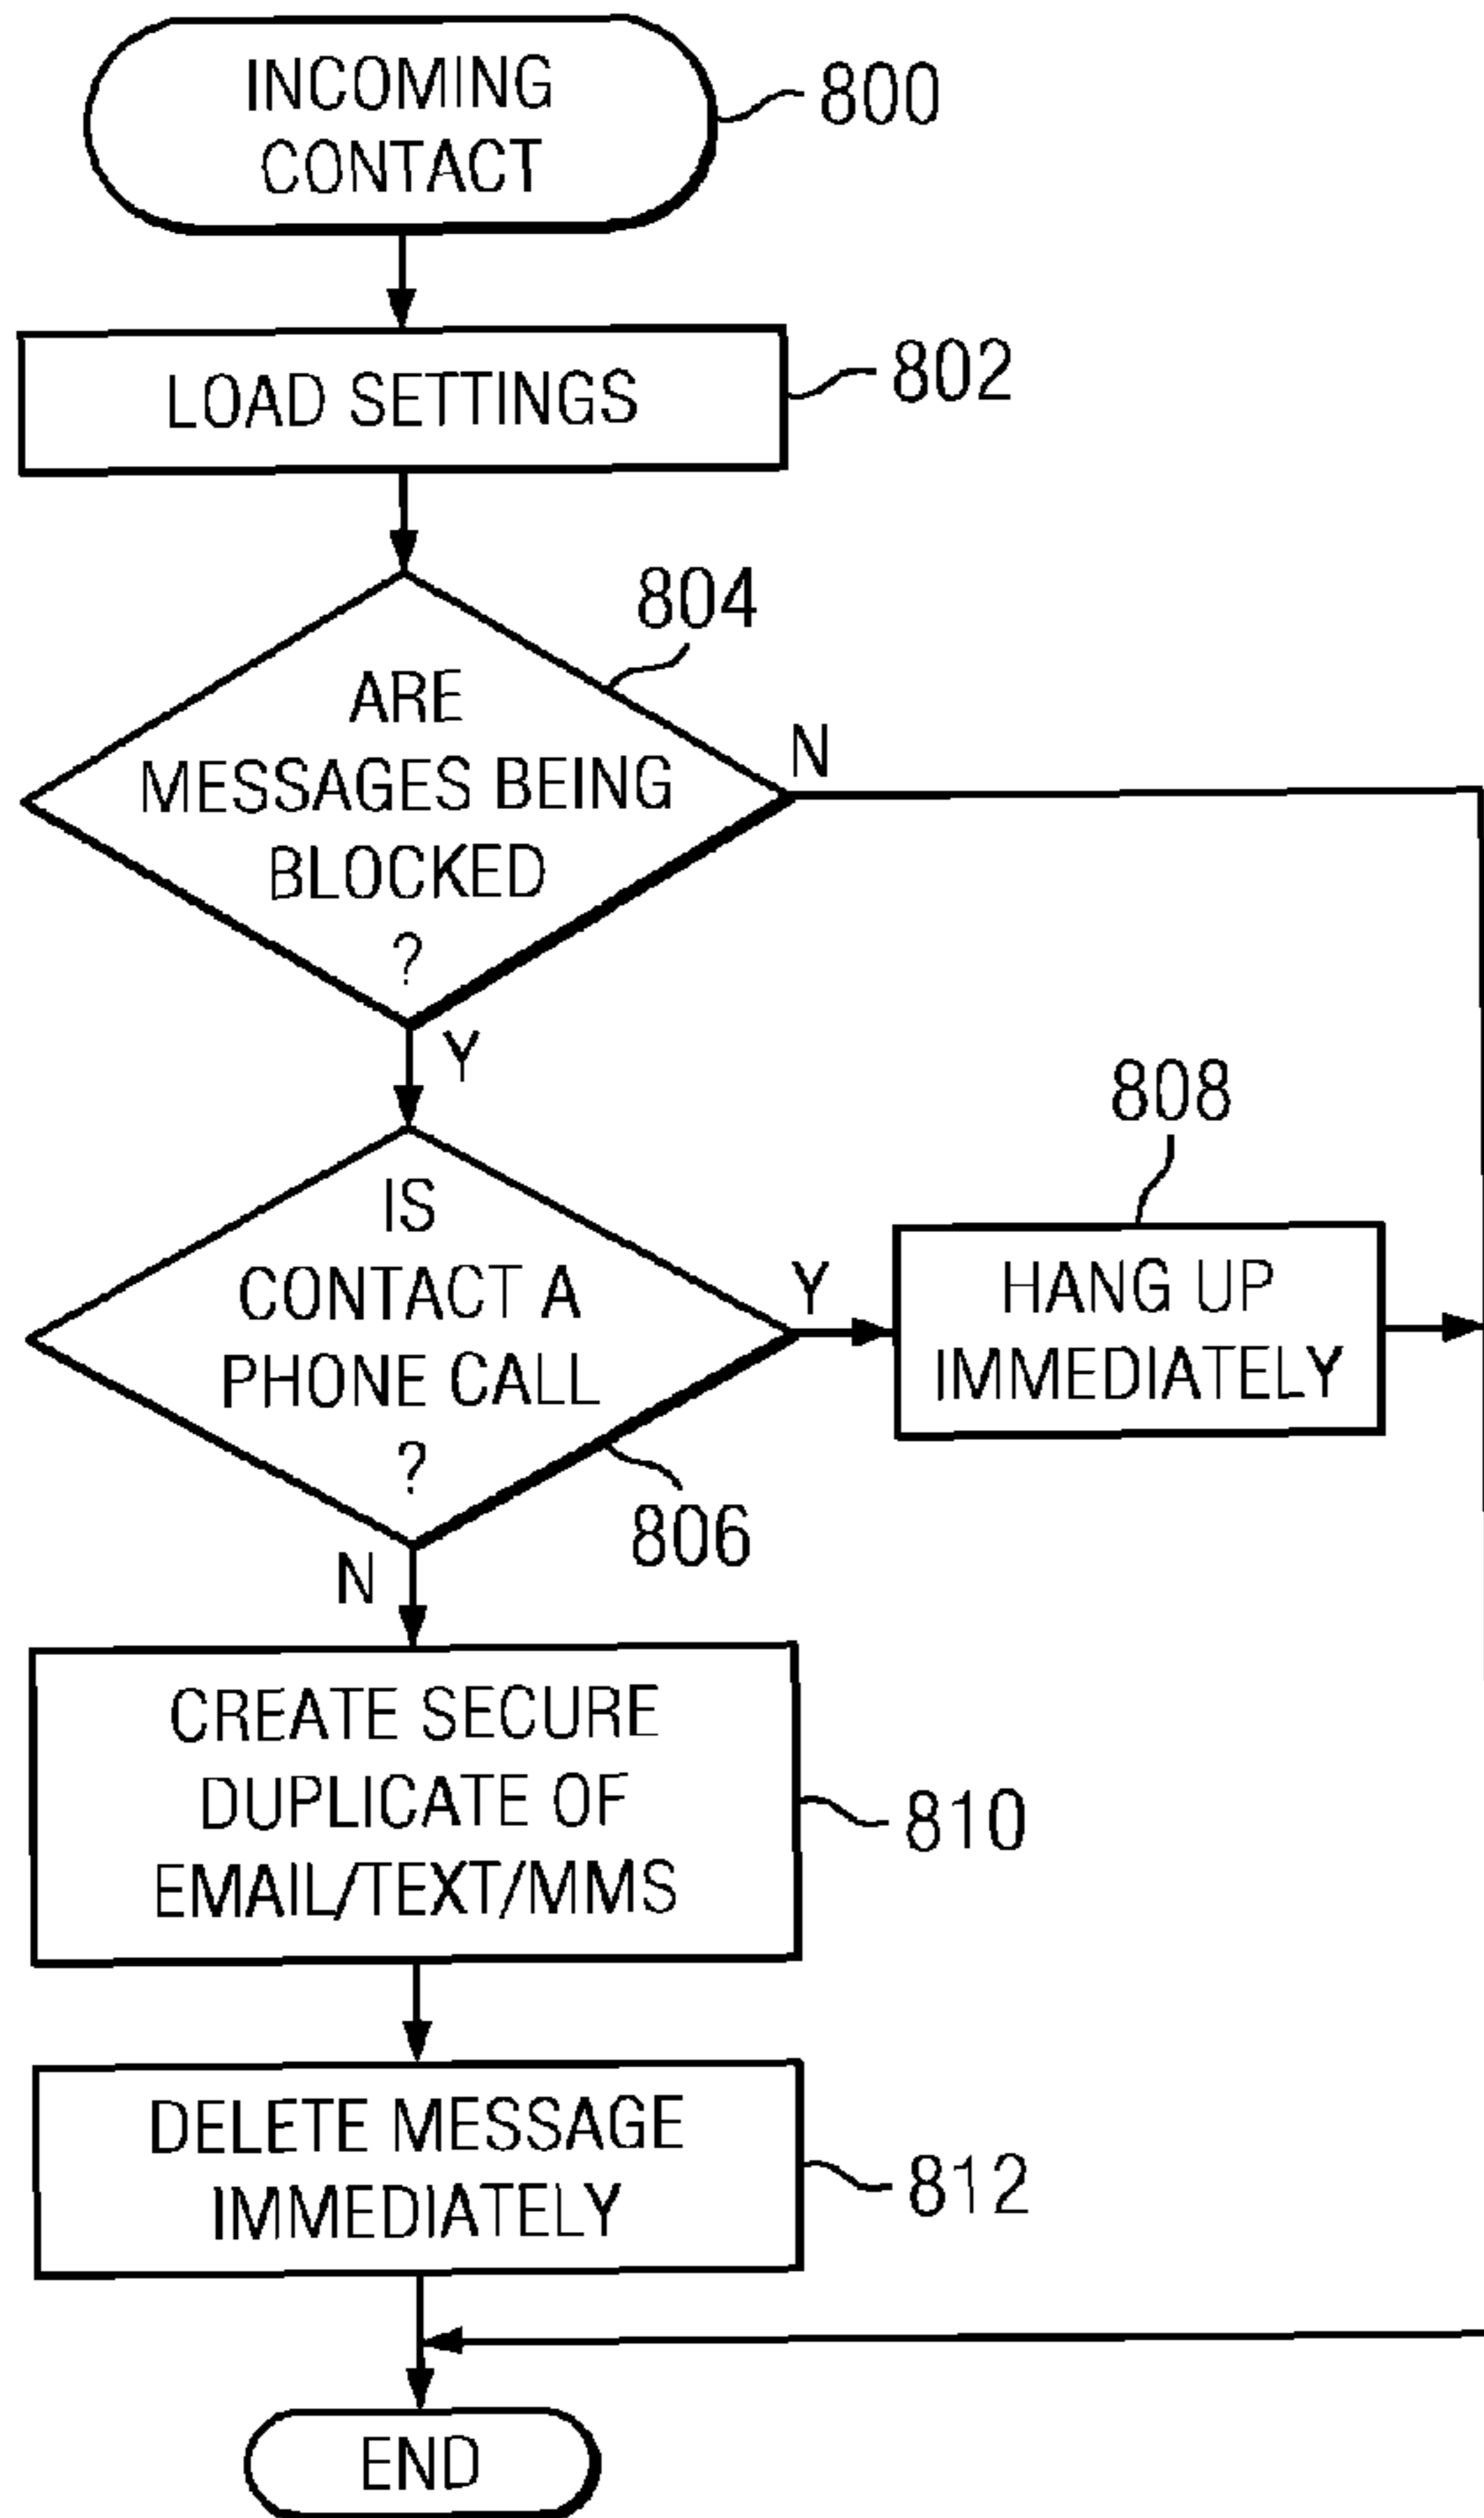 INCOMING
CONTACT
800
LOAD SETTINGS
802
804
ARE
MESSAGES BEING
BLOCKED
?
N
Y
808
IS
CONTACT A
PHONE CALL
?
Y
HANG UP
IMMEDIATELY
806
N
CREATE SECURE
DUPLICATE OF
EMAIL/TEXT/MMS
810
DELETE MESSAGE
IMMEDIATELY
812
END